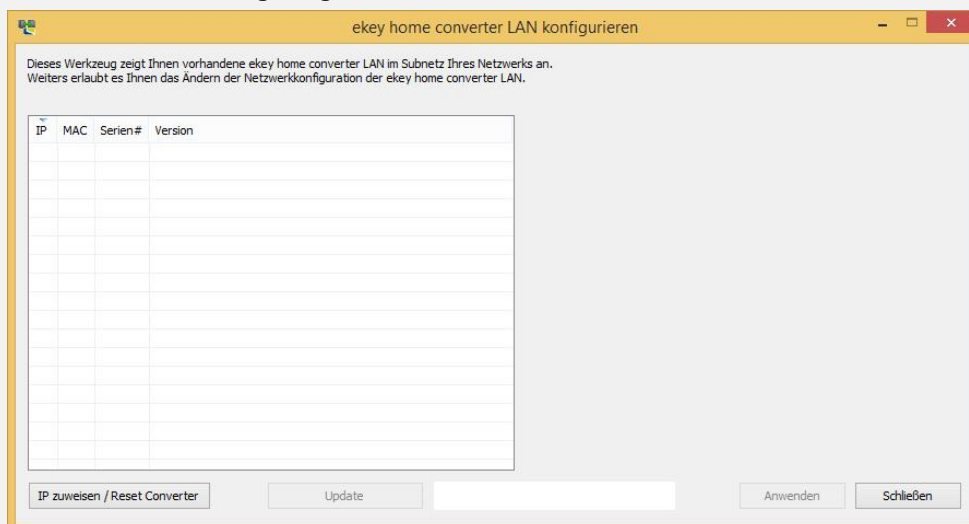 ekey home converter LAN konfigurieren
Dieses Werkzeug zeigt Ihnen vorhandene ekey home converter LAN im Subnetz Ihres Netzwerks an.
Weiters erlaubt es Ihnen das Ändern der Netzwerkkonfiguration der ekey home converter LAN.
IP MAC Serien# Version
IP zuweisen / Reset Converter Update Anwenden Schließen